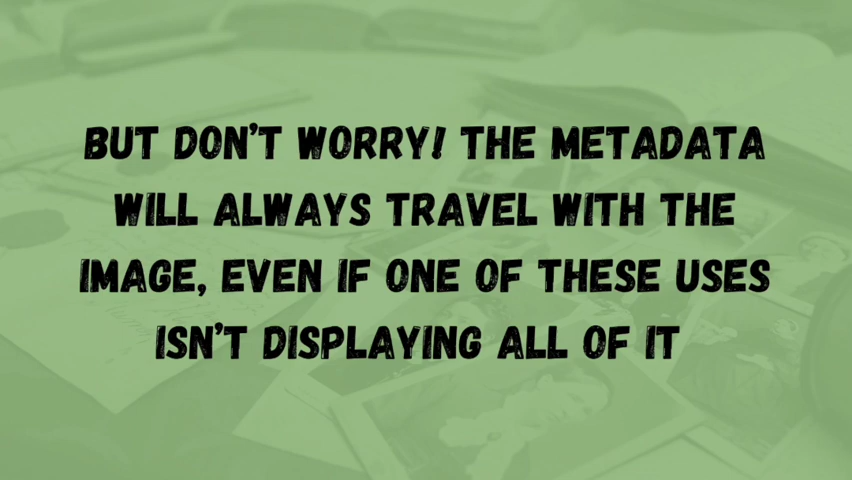 BUT DON'T WORRY! THE METADATA
WILL ALWAYS TRAVEL WITH THE
IMAGE, EVEN IF ONE OF THESE USES
ISN'T DISPLAYING ALL OF IT